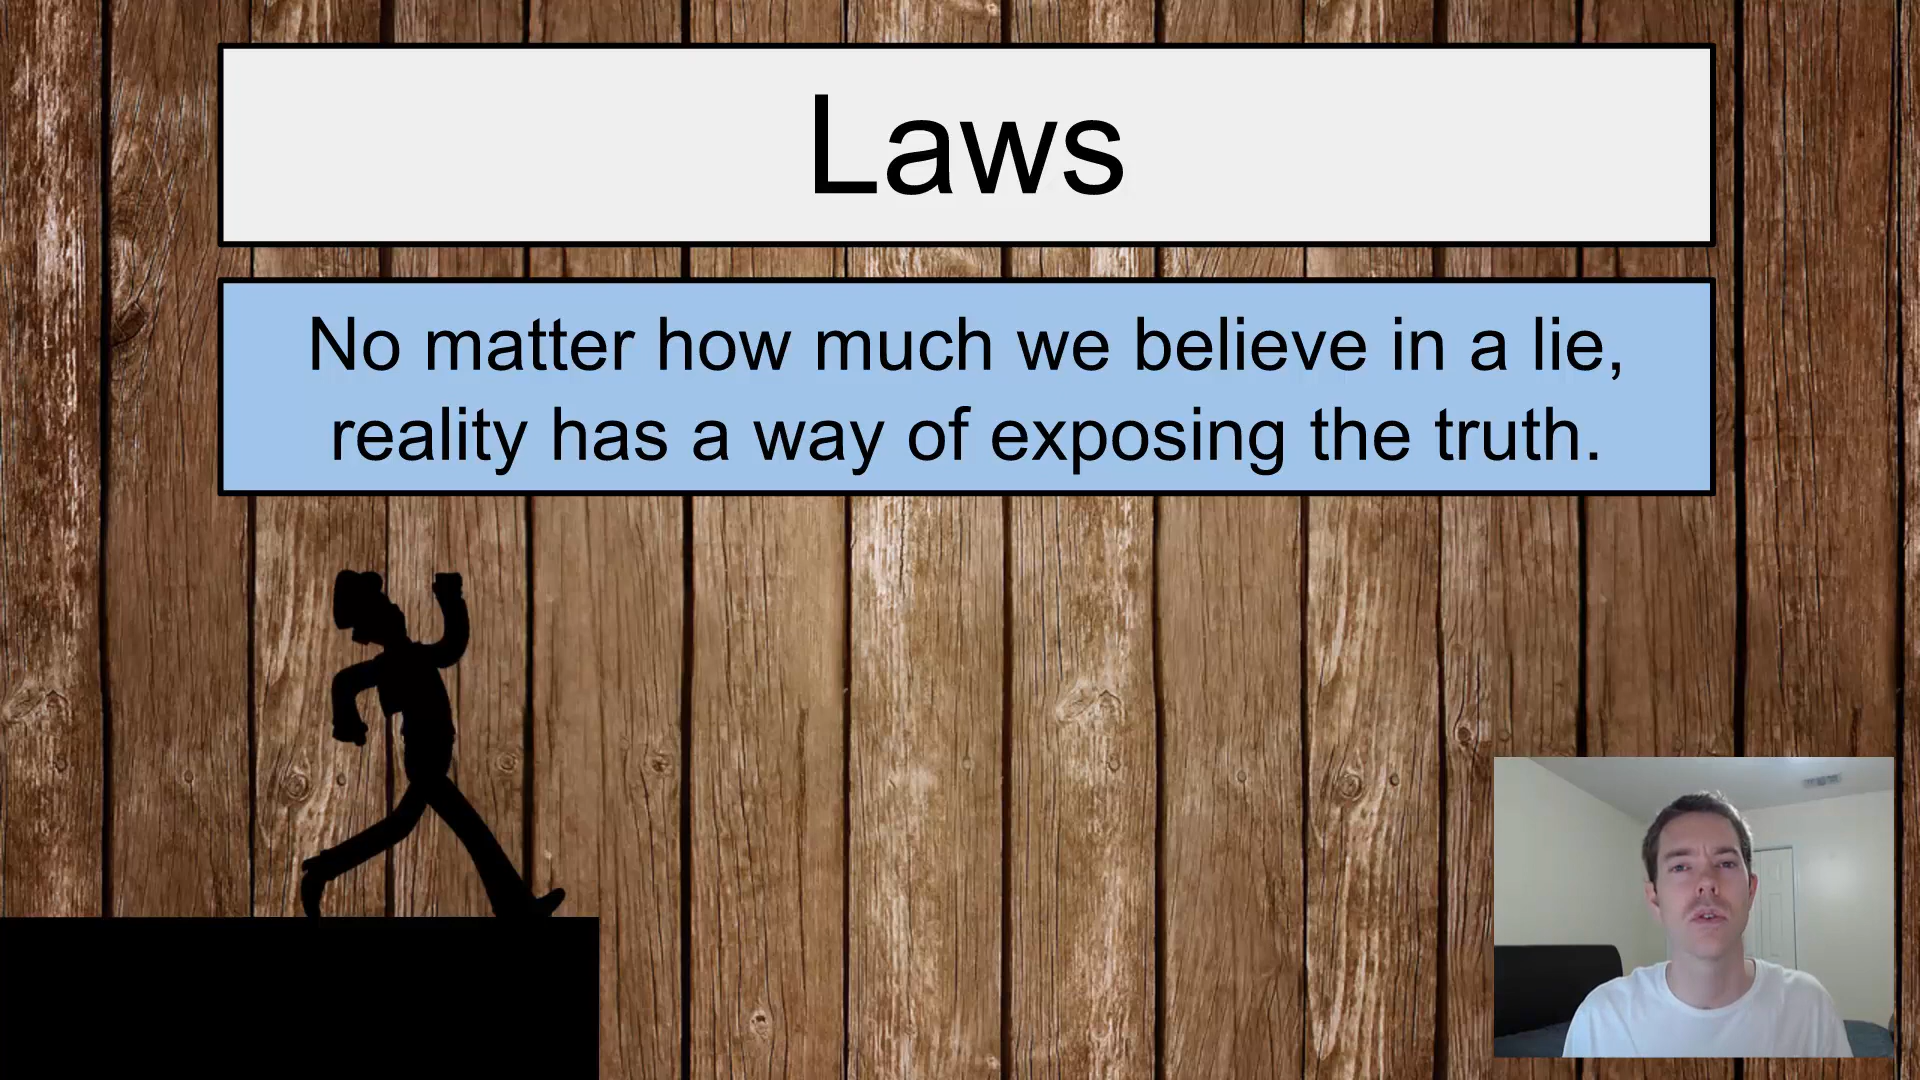 Laws
No matter how much we believe in a lie,
reality has a way of exposing the truth.